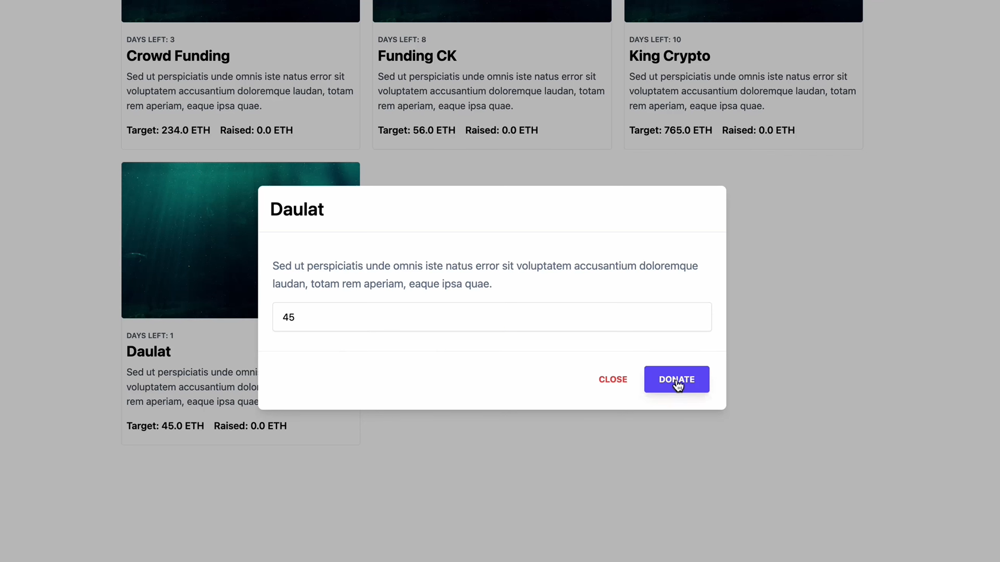 DAYS LEFT: 3
Crowd Funding
Sed ut perspiciatis unde omnis iste natus error sit
voluptatem accusantium doloremque laudan, totam
rem aperiam, eaque ipsa quae.
Target: 234.0 ETH Raised: 0.0 ETH
DAYS LEFT: 8
Funding CK
Sed ut perspiciatis unde omnis iste natus error sit
voluptatem accusantium doloremque laudan, totam
rem aperiam, eaque ipsa quae.
Target: 56.0 ETH Raised: 0.0 ETH
DAYS LEFT: 10
King Crypto
Sed ut perspiciatis unde omnis iste natus error sit
voluptatem accusantium doloremque laudan, totam
rem aperiam, eaque ipsa quae.
Target: 765.0 ETH Raised: 0.0 ETH
DAYS LEFT: 1
Daulat
Sed ut perspiciatis unde omni
voluptatem accusantium dolor
rem aperiam, eaque ipsa quae
Target: 45.0 ETH Raised: 0.0 ETH
Daulat
Sed ut perspiciatis unde omnis iste natus error sit voluptatem accusantium doloremque
laudan, totam rem aperiam, eaque ipsa quae.
45
CLOSE
DONATE